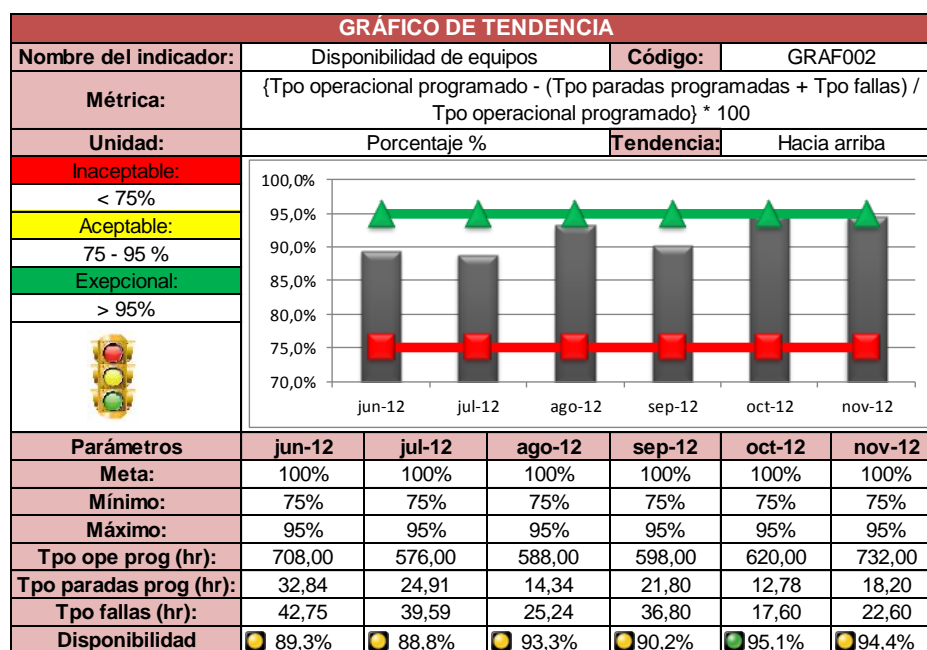 GRÁFICO DE TENDENCIA
Nombre del indicador: Disponibilidad de equipos Código: GRAF002
Métrica: {Tpo operacional programado - (Tpo paradas programadas + Tpo fallas) /
Tpo operacional programado} * 100
Unidad: Porcentaje % Tendencia: Hacia arriba
Inaceptable:
< 75%
Aceptable:
75 - 95 %
Exepcional:
> 95%
100,0%
95,0%
90,0%
85,0%
80,0%
75,0%
70,0%
jun-12 jul-12 ago-12 sep-12 oct-12 nov-12
Parámetros jun-12 jul-12 ago-12 sep-12 oct-12 nov-12
Meta: 100% 100% 100% 100% 100% 100%
Mínimo: 75% 75% 75% 75% 75% 75%
Máximo: 95% 95% 95% 95% 95% 95%
Tpo ope prog (hr): 708,00 576,00 588,00 598,00 620,00 732,00
Tpo paradas prog (hr): 32,84 24,91 14,34 21,80 12,78 18,20
Tpo fallas (hr): 42,75 39,59 25,24 36,80 17,60 22,60
Disponibilidad 89,3% 88,8% 93,3% 90,2% 95,1% 94,4%